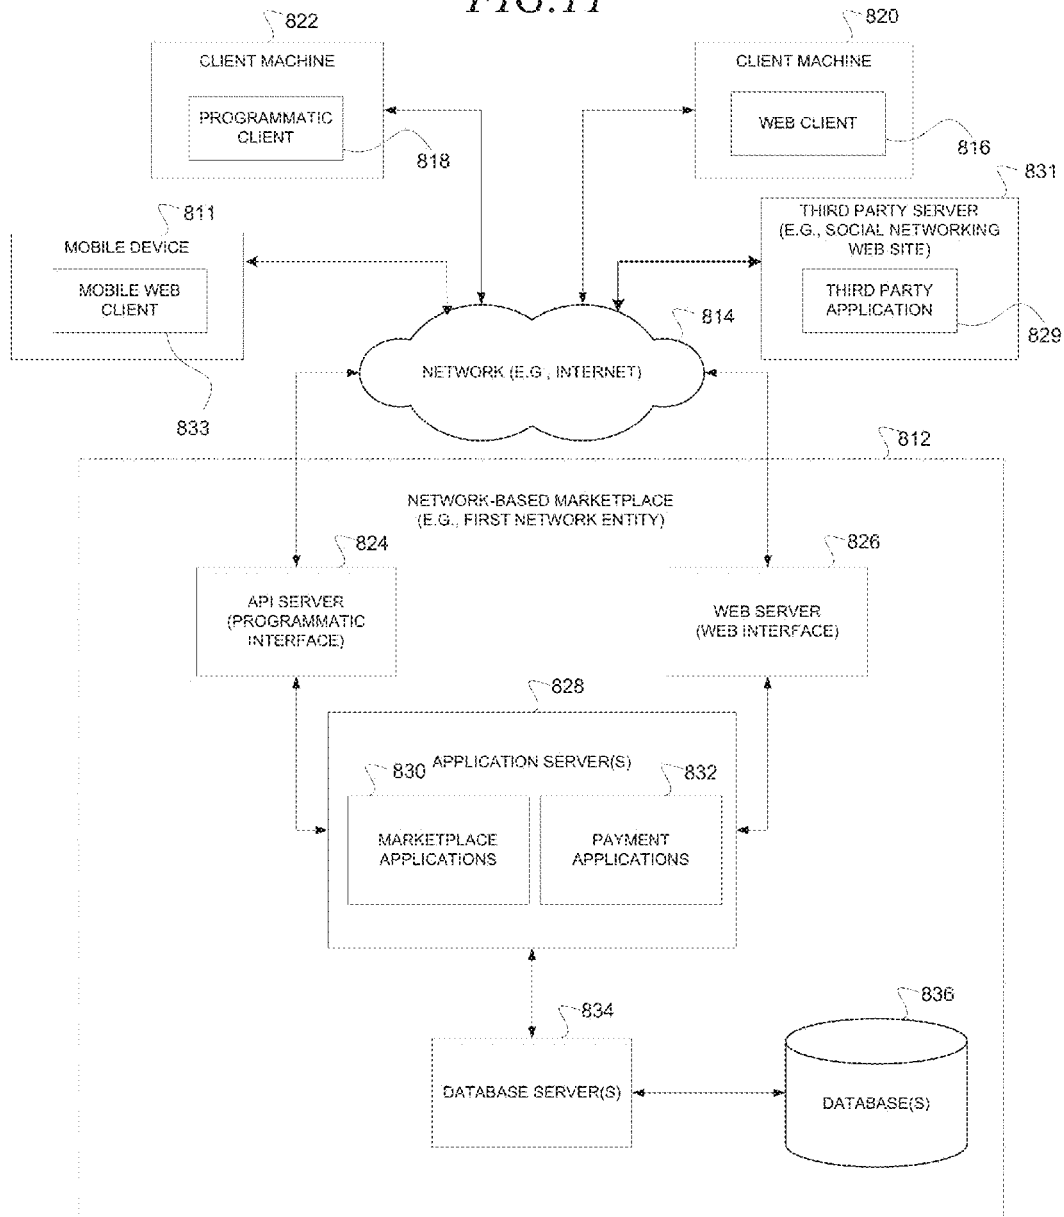 FIG.11
822
CLIENT MACHINE
PROGRAMMATIC
CLIENT
818
820
CLIENT MACHINE
WEB CLIENT
816
811
MOBILE DEVICE
MOBILE WEB
CLIENT
833
831
THIRD PARTY SERVER
(E.G., SOCIAL NETWORKING
WEB SITE)
THIRD PARTY
APPLICATION
829
814
NETWORK (E.G., INTERNET)
812
NETWORK-BASED MARKETPLACE
(E.G., FIRST NETWORK ENTITY)
824
API SERVER
(PROGRAMMATIC
INTERFACE)
826
WEB SERVER
(WEB INTERFACE)
828
APPLICATION SERVER(S)
830
MARKETPLACE
APPLICATIONS
832
PAYMENT
APPLICATIONS
834
DATABASE SERVER(S)
836
DATABASE(S)